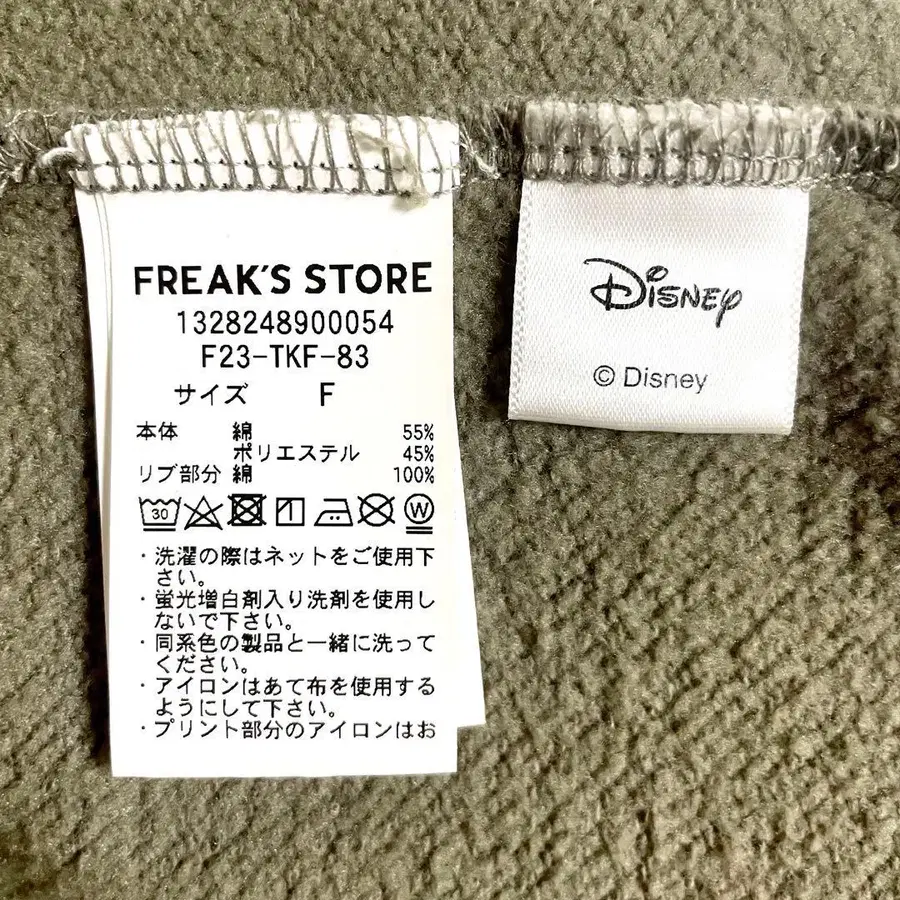 FREAK'S STORE
1328248900054
F23-TKF-83
サイズ F
本体 綿 55%
ポリエステル 45%
リブ部分 綿 100%
30 W
・洗濯の際はネットをご使用下
さい。
・蛍光増白剤入り洗剤を使用し
ないで下さい。
・同系色の製品と一緒に洗って
ください。
・アイロンはあて布を使用する
ようにして下さい。
・プリント部分のアイロンはお
Disney
© Disney